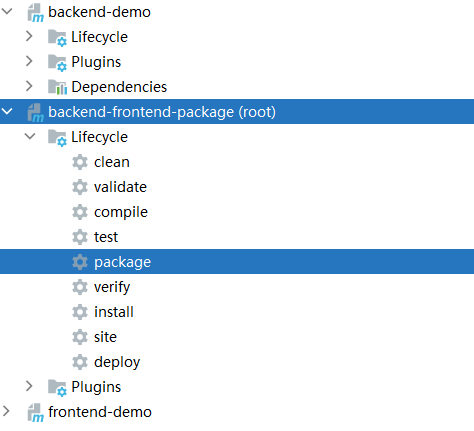 backend-demo
Lifecycle
Plugins
Dependencies
backend-frontend-package (root)
Lifecycle
clean
validate
compile
test
package
verify
install
site
deploy
Plugins
frontend-demo